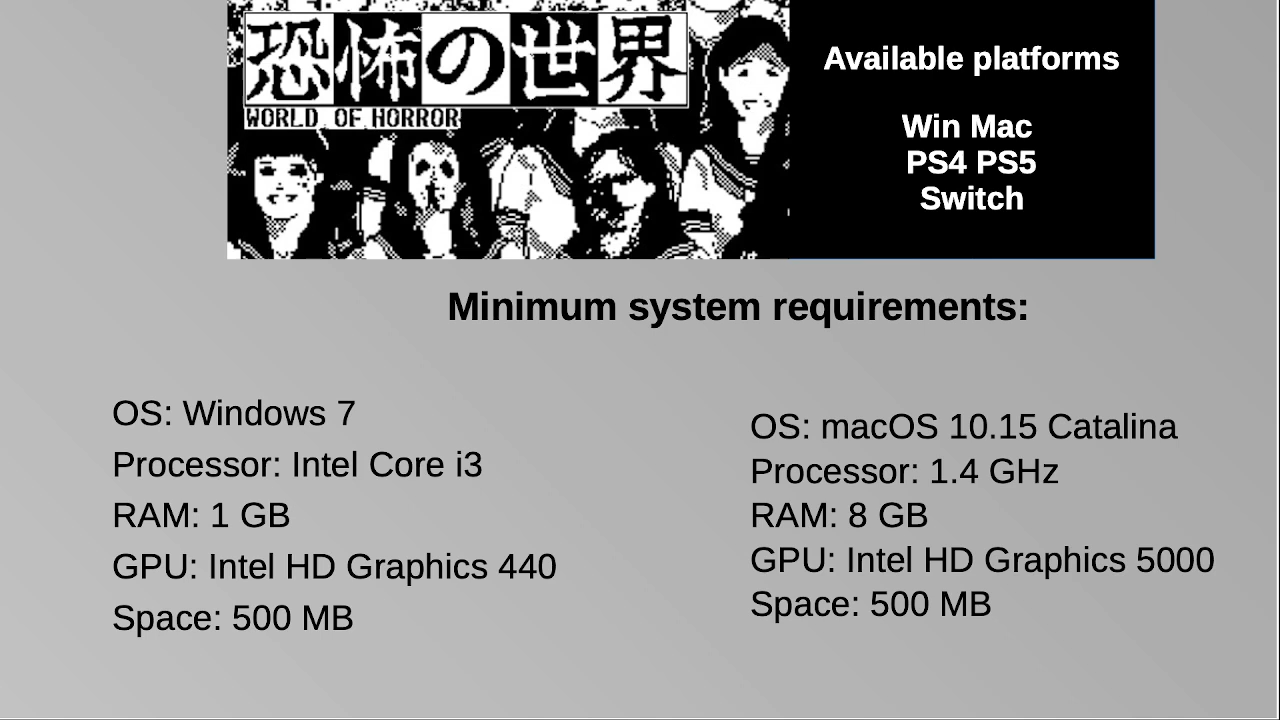 恐怖の世界
WORLD OF HORROR
Available platforms
Win Mac
PS4 PS5
Switch
Minimum system requirements:
OS: Windows 7
Processor: Intel Core i3
RAM: 1 GB
GPU: Intel HD Graphics 440
Space: 500 MB
OS: macOS 10.15 Catalina
Processor: 1.4 GHz
RAM: 8 GB
GPU: Intel HD Graphics 5000
Space: 500 MB